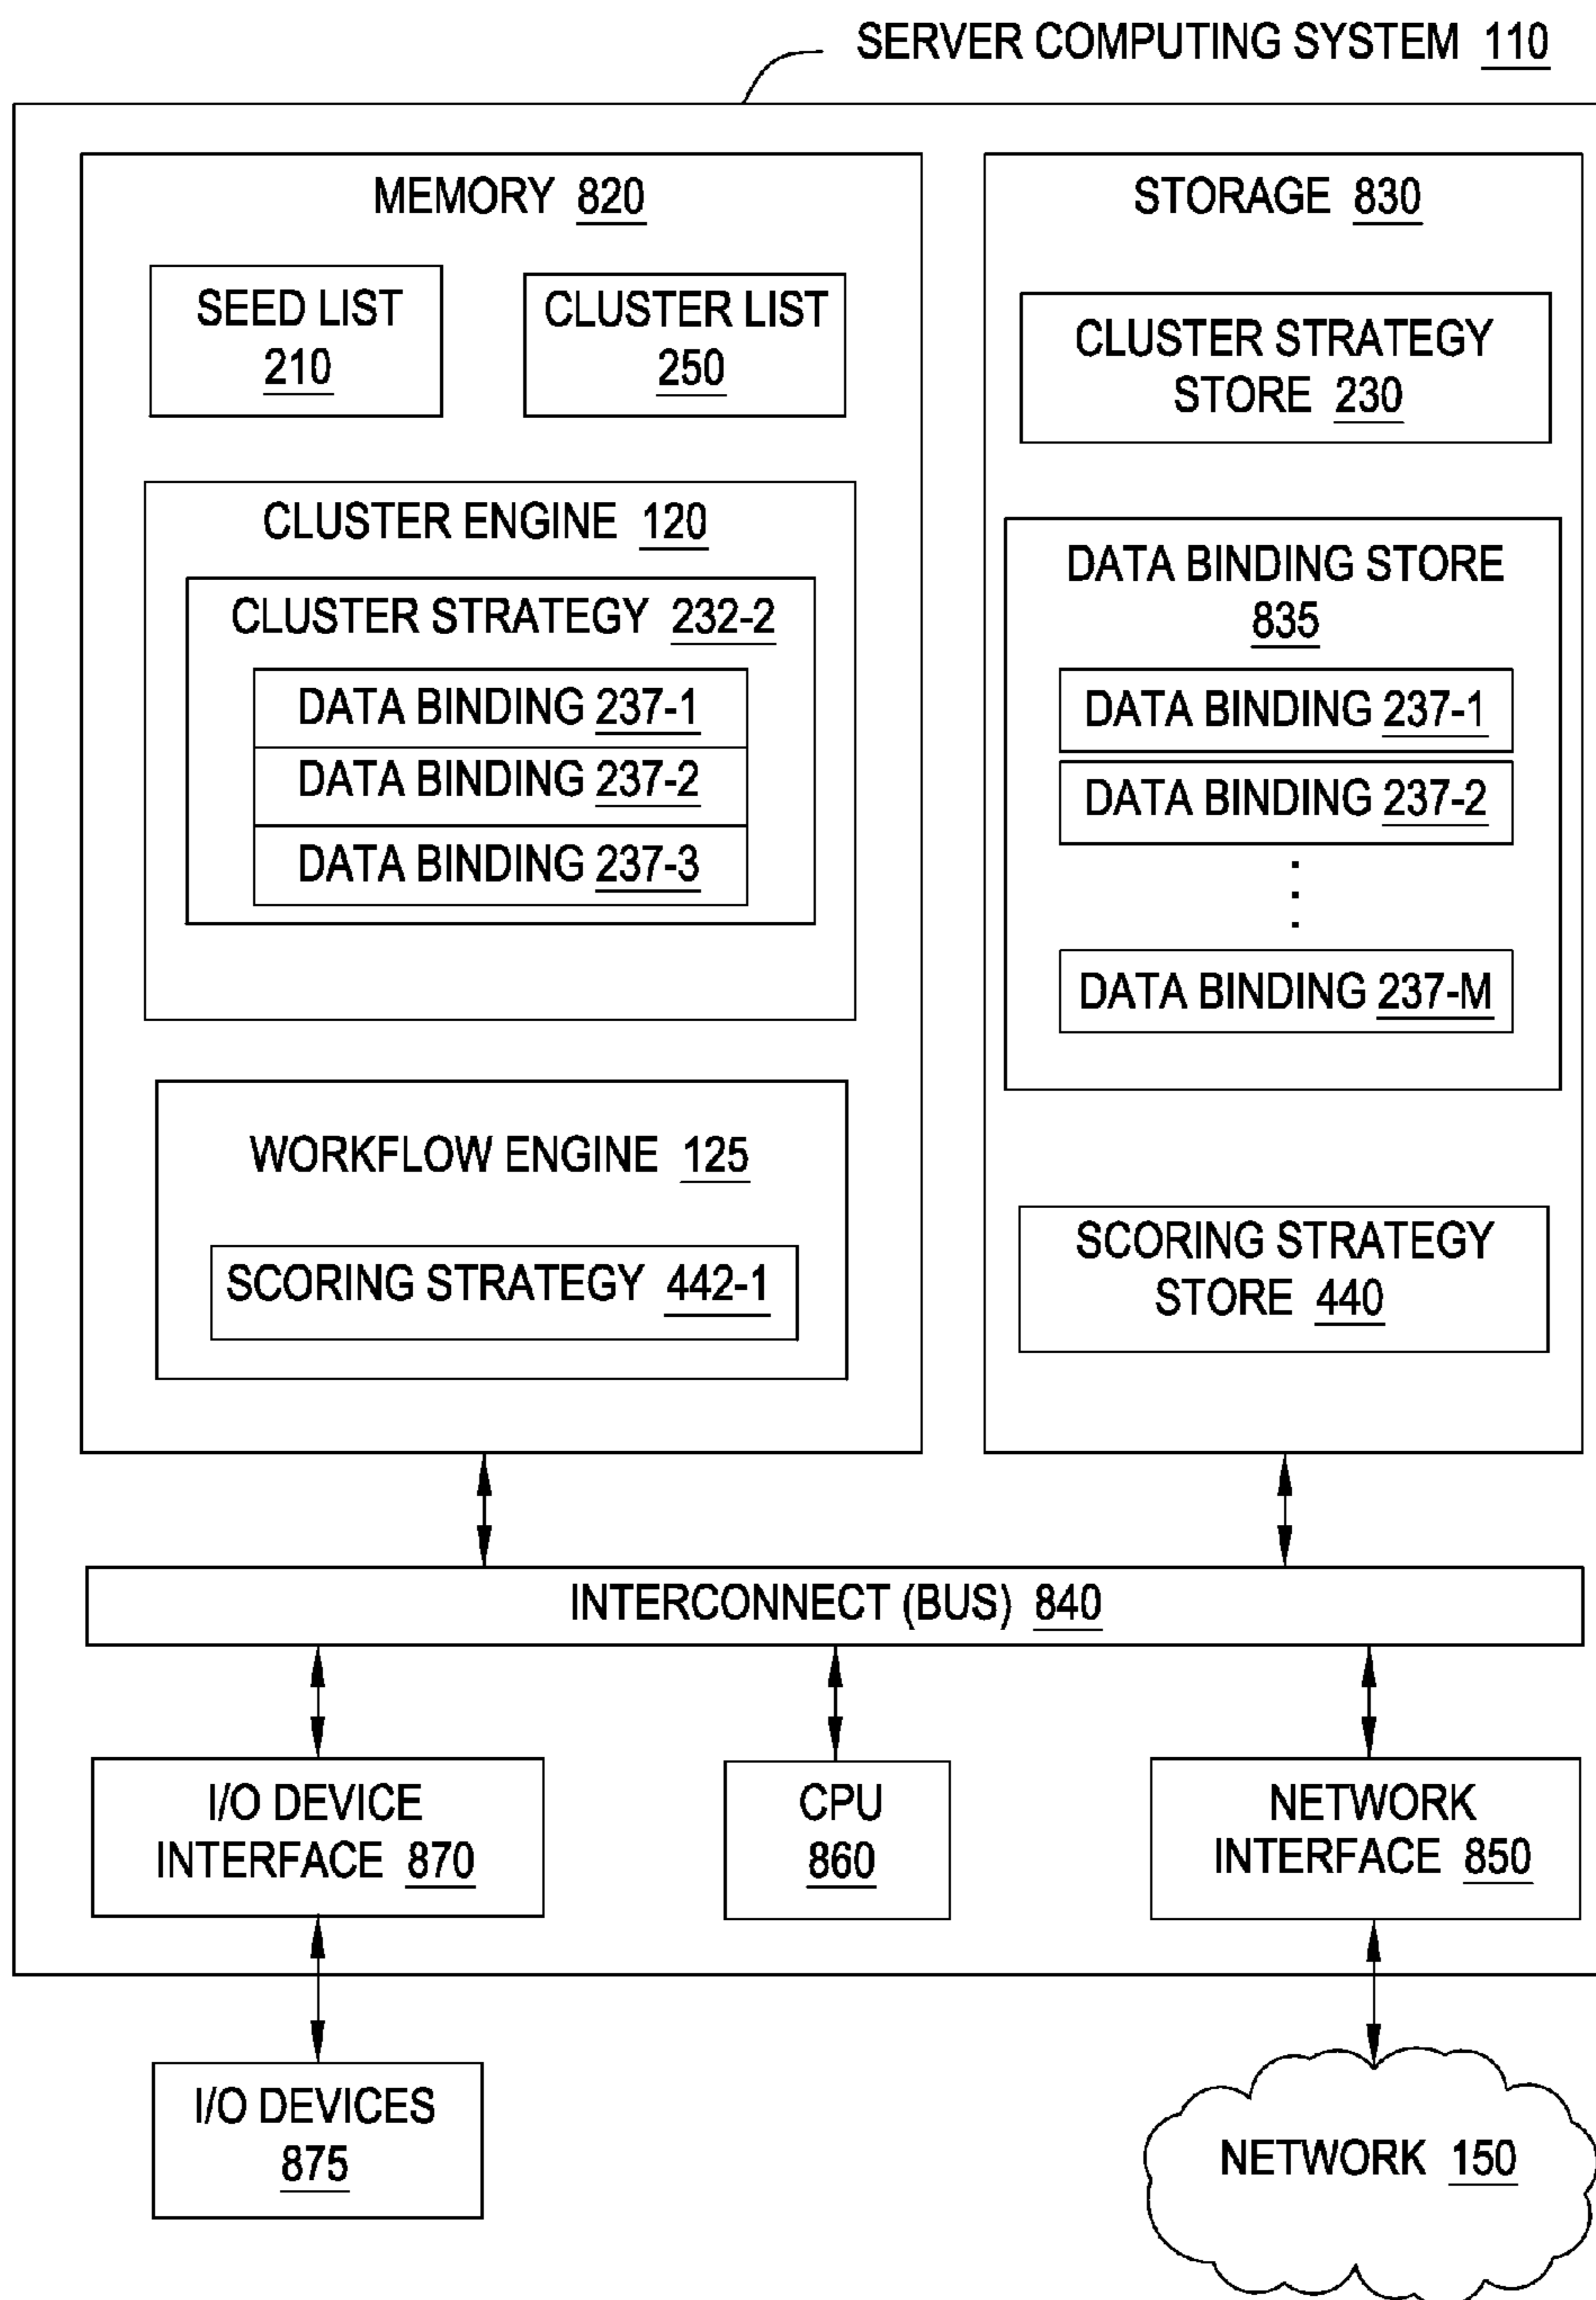 SERVER COMPUTING SYSTEM 110
MEMORY 820
SEED LIST
210
CLUSTER LIST
250
CLUSTER ENGINE 120
CLUSTER STRATEGY 232-2
DATA BINDING 237-1
DATA BINDING 237-2
DATA BINDING 237-3
WORKFLOW ENGINE 125
SCORING STRATEGY 442-1
STORAGE 830
CLUSTER STRATEGY
STORE 230
DATA BINDING STORE
835
DATA BINDING 237-1
DATA BINDING 237-2
DATA BINDING 237-M
SCORING STRATEGY
STORE 440
INTERCONNECT (BUS) 840
I/O DEVICE
INTERFACE 870
CPU
860
NETWORK
INTERFACE 850
I/O DEVICES
875
NETWORK 150